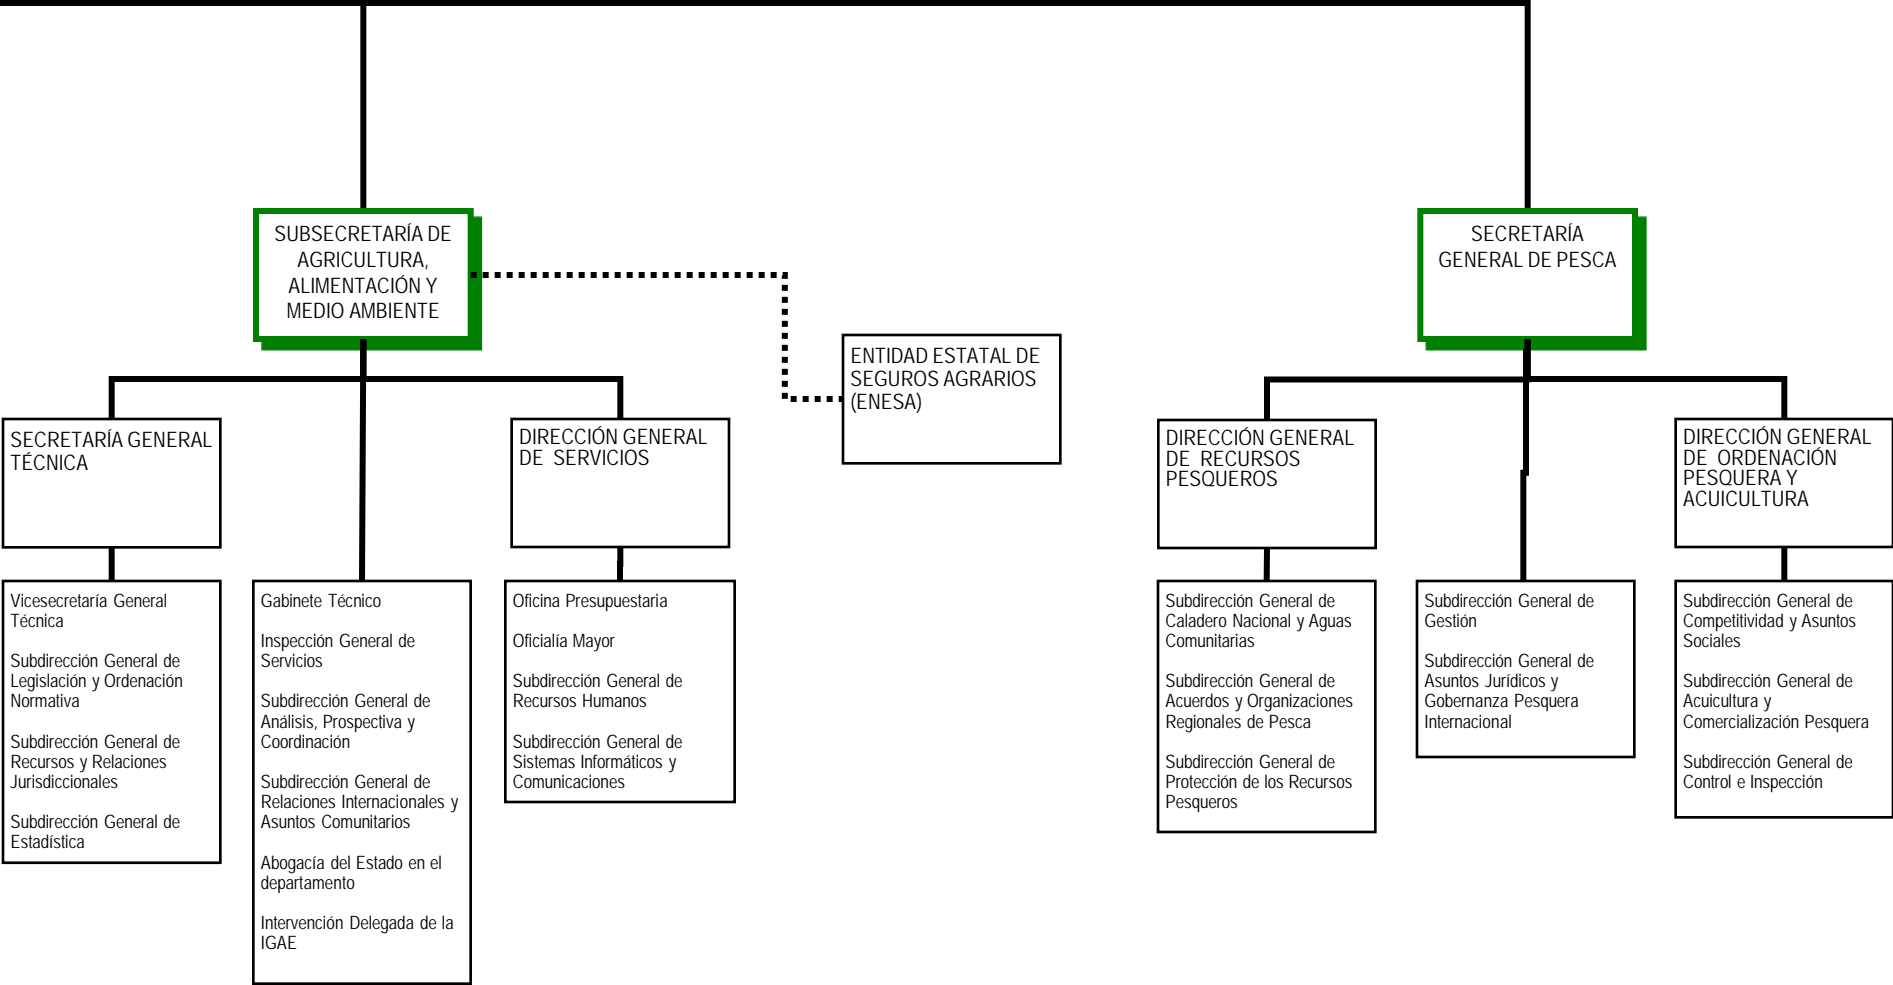 SUBSECRETARÍA DE
AGRICULTURA,
ALIMENTACIÓN Y
MEDIO AMBIENTE
SECRETARÍA
GENERAL DE PESCA
ENTIDAD ESTATAL DE
SEGUROS AGRARIOS
(ENESA)
SECRETARÍA GENERAL
TÉCNICA
DIRECCIÓN GENERAL
DE SERVICIOS
DIRECCIÓN GENERAL
DE RECURSOS
PESQUEROS
DIRECCIÓN GENERAL
DE ORDENACIÓN
PESQUERA Y
ACUICULTURA
Vicesecretaría General
Técnica
Subdirección General de
Legislación y Ordenación
Normativa
Subdirección General de
Recursos y Relaciones
Jurisdiccionales
Subdirección General de
Estadística
Gabinete Técnico
Inspección General de
Servicios
Subdirección General de
Análisis, Prospectiva y
Coordinación
Subdirección General de
Relaciones Internacionales y
Asuntos Comunitarios
Abogacía del Estado en el
departamento
Intervención Delegada de la
IGAE
Oficina Presupuestaria
Oficialía Mayor
Subdirección General de
Recursos Humanos
Subdirección General de
Sistemas Informáticos y
Comunicaciones
Subdirección General de
Caladero Nacional y Aguas
Comunitarias
Subdirección General de
Acuerdos y Organizaciones
Regionales de Pesca
Subdirección General de
Protección de los Recursos
Pesqueros
Subdirección General de
Gestión
Subdirección General de
Asuntos Jurídicos y
Gobernanza Pesquera
Internacional
Subdirección General de
Competitividad y Asuntos
Sociales
Subdirección General de
Acuicultura y
Comercialización Pesquera
Subdirección General de
Control e Inspección